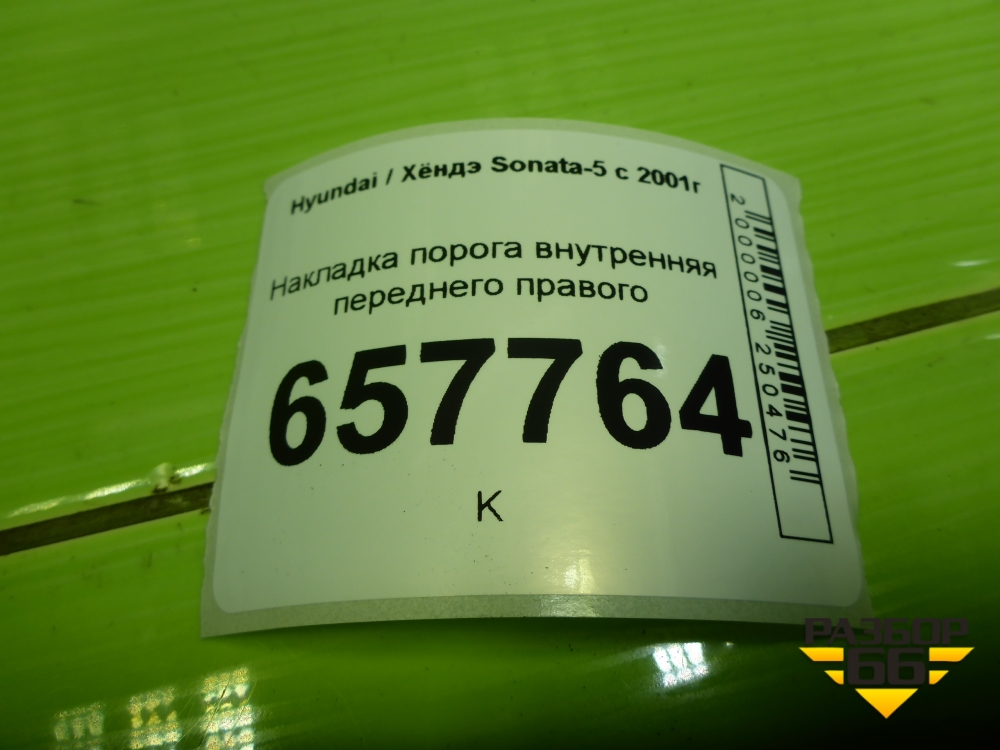 Hyundai / Хёндэ Sonata-5 с 2001г
Накладка порога внутренняя
переднего правого
657764
К
2000006250476
РАЗБОР
66